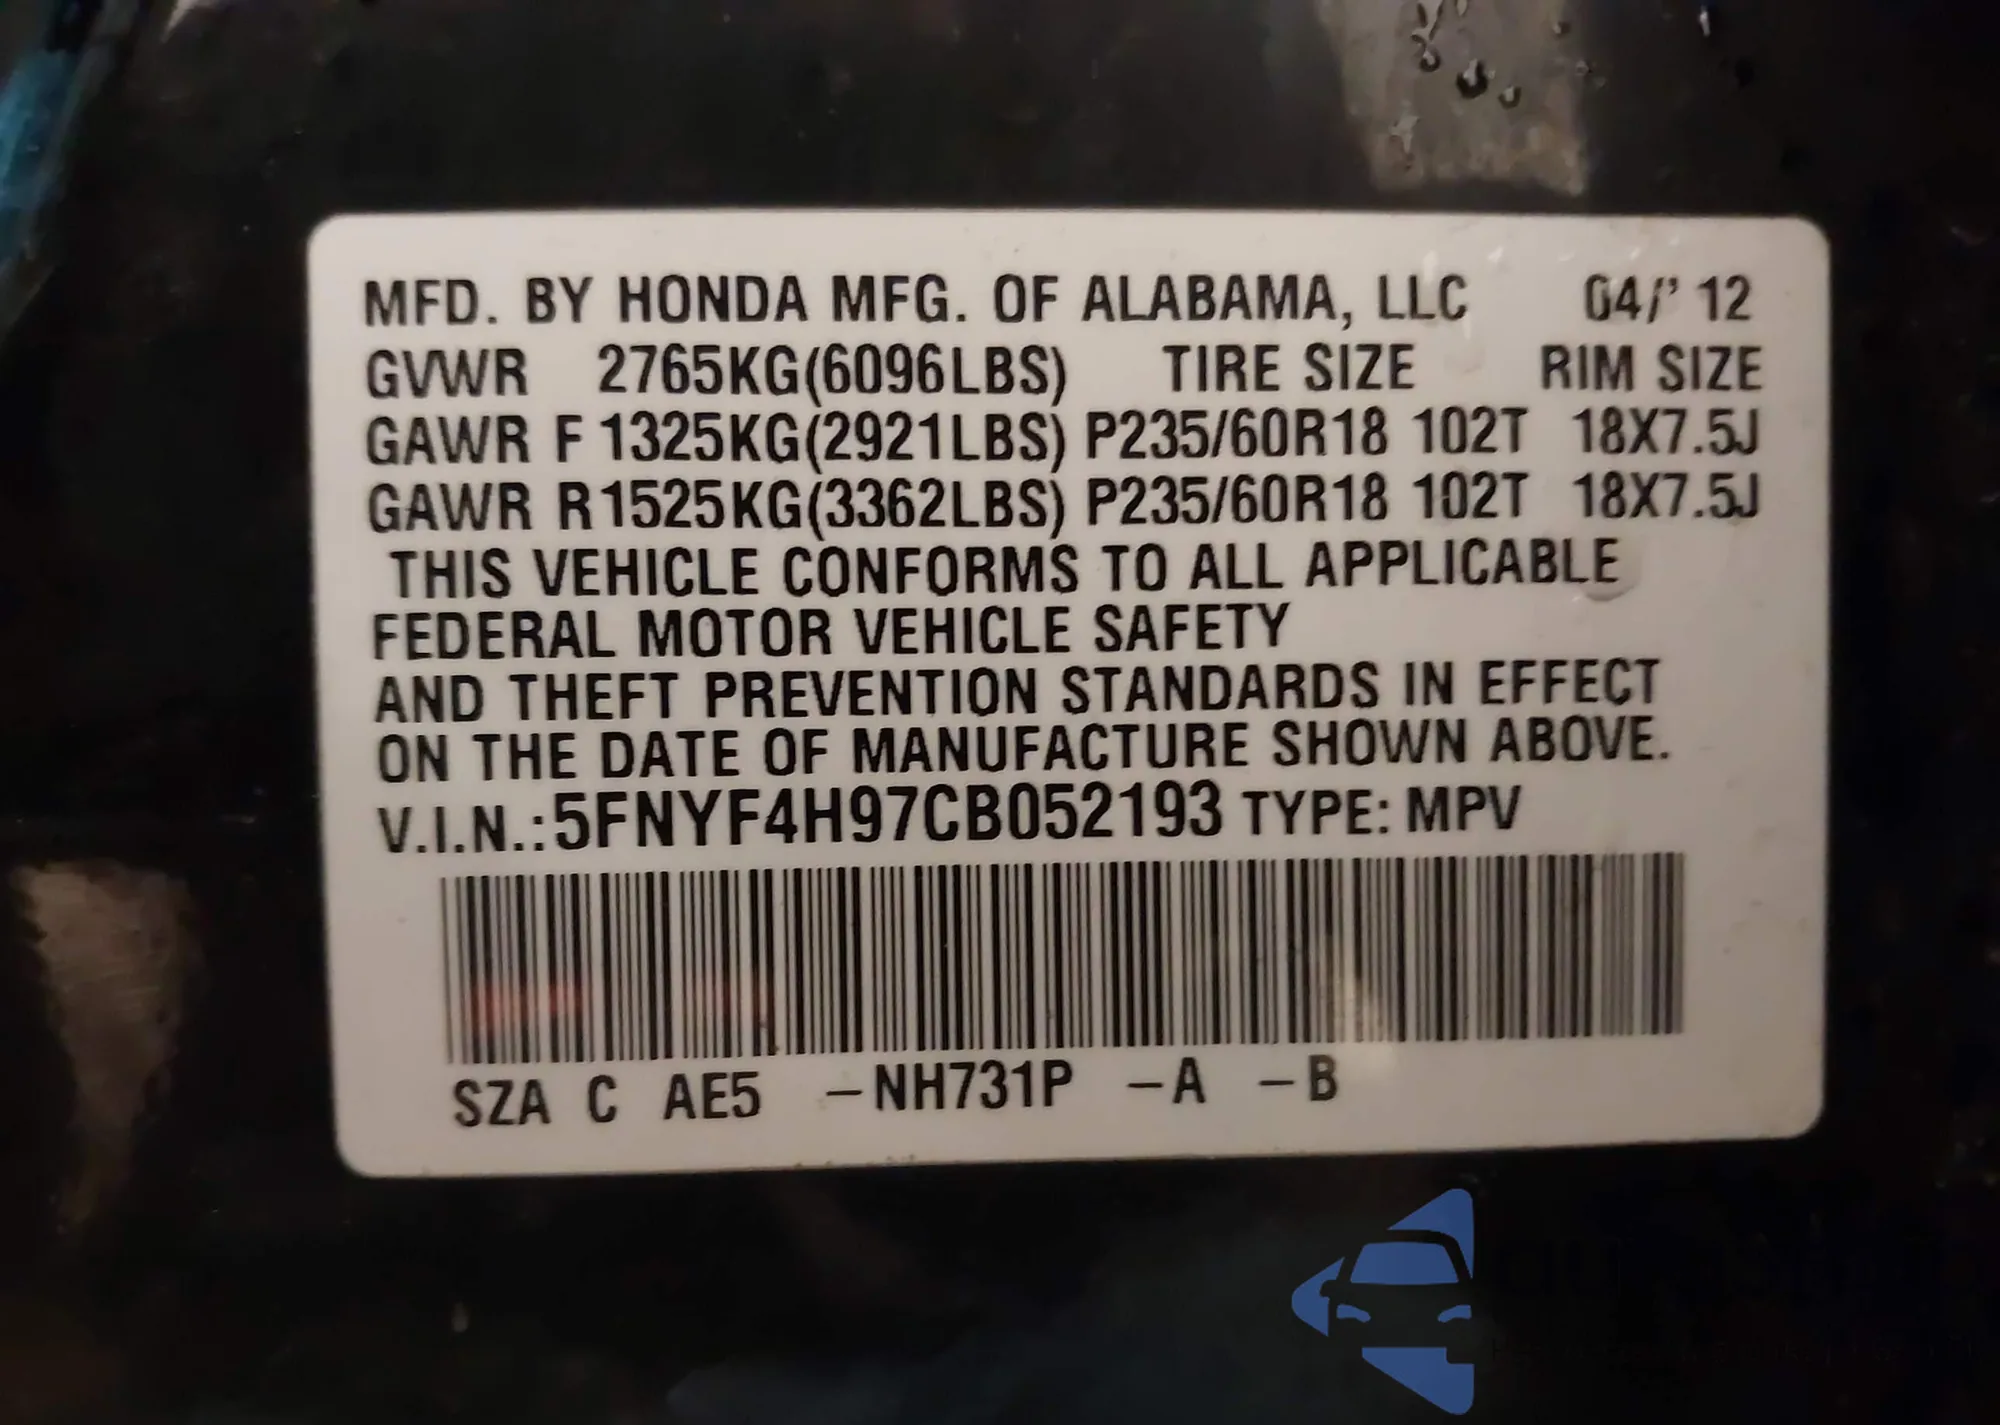 MFD. BY HONDA MFG. OF ALABAMA, LLC 04/' 12
GVWR 2765KG(6096LBS) TIRE SIZE RIM SIZE
GAWR F 1325KG(2921LBS) P235/60R18 102T 18X7.5J
GAWR R 1525KG(3362LBS) P235/60R18 102T 18X7.5J
THIS VEHICLE CONFORMS TO ALL APPLICABLE
FEDERAL MOTOR VEHICLE SAFETY
AND THEFT PREVENTION STANDARDS IN EFFECT
ON THE DATE OF MANUFACTURE SHOWN ABOVE.
V.I.N.: 5FNYF4H97CB052193 TYPE: MPV
SZA C AE5 –NH731P –A –B